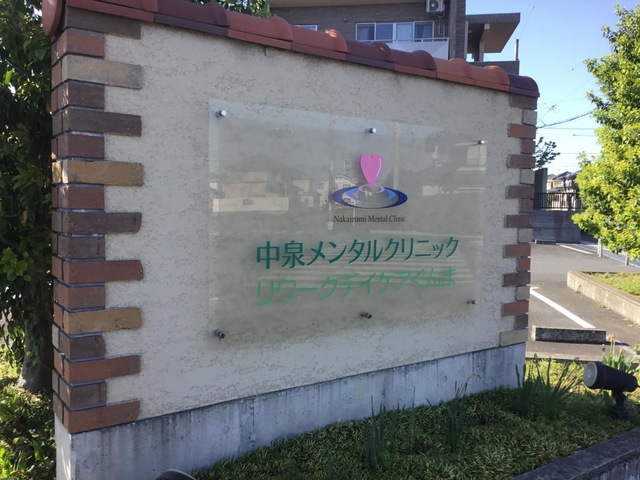 Nakaizumi Mental Clinic
中泉メンタルクリニック
リワークデイケアぐんま